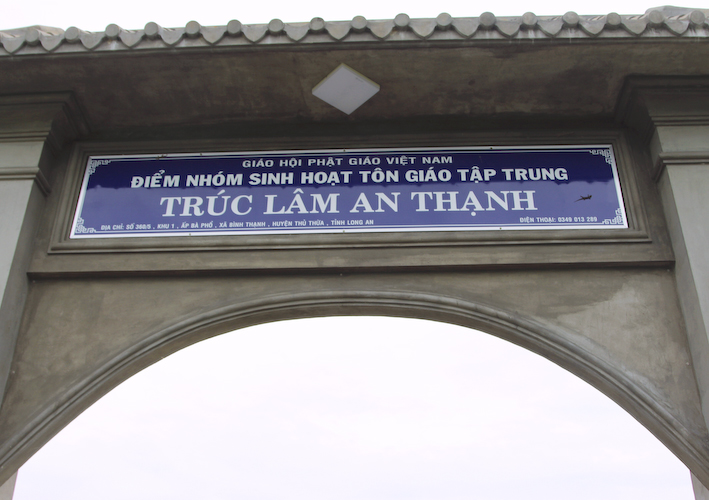 GIÁO HỘI PHẬT GIÁO VIỆT NAM
ĐIỂM NHÓM SINH HOẠT TÔN GIÁO TẬP TRUNG
TRÚC LÂM AN THẠNH
ĐỊA CHỈ: SỐ 360/5 , KHU 1 , ẤP BÀ PHỔ , XÃ BÌNH THẠNH , HUYỆN THỦ THỪA , TỈNH LONG AN ĐIỆN THOẠI: 0349 013 289